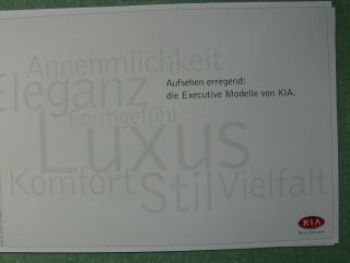 Annehmlichkeit
Eleganz
Aufsehen erregend:
die Executive Modelle von KIA.
Formgefühl
Luxus
Komfort
Stil
Vielfalt
KIA